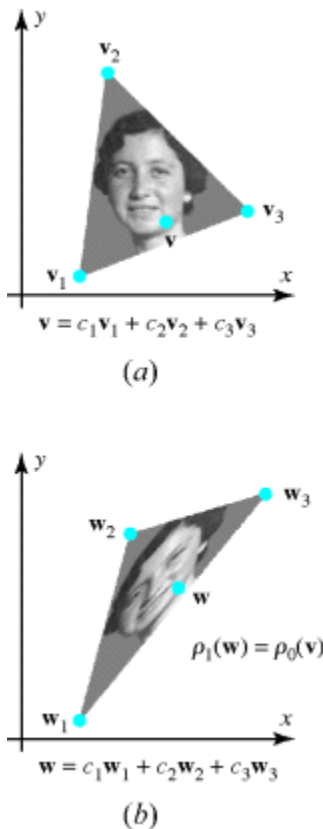 y
v₂
v₃
v
v₁
x
v = c₁v₁ + c₂v₂ + c₃v₃
(a)
y
w₃
w₂
w
ρ₁(w) = ρ₀(v)
w₁
x
w = c₁w₁ + c₂w₂ + c₃w₃
(b)